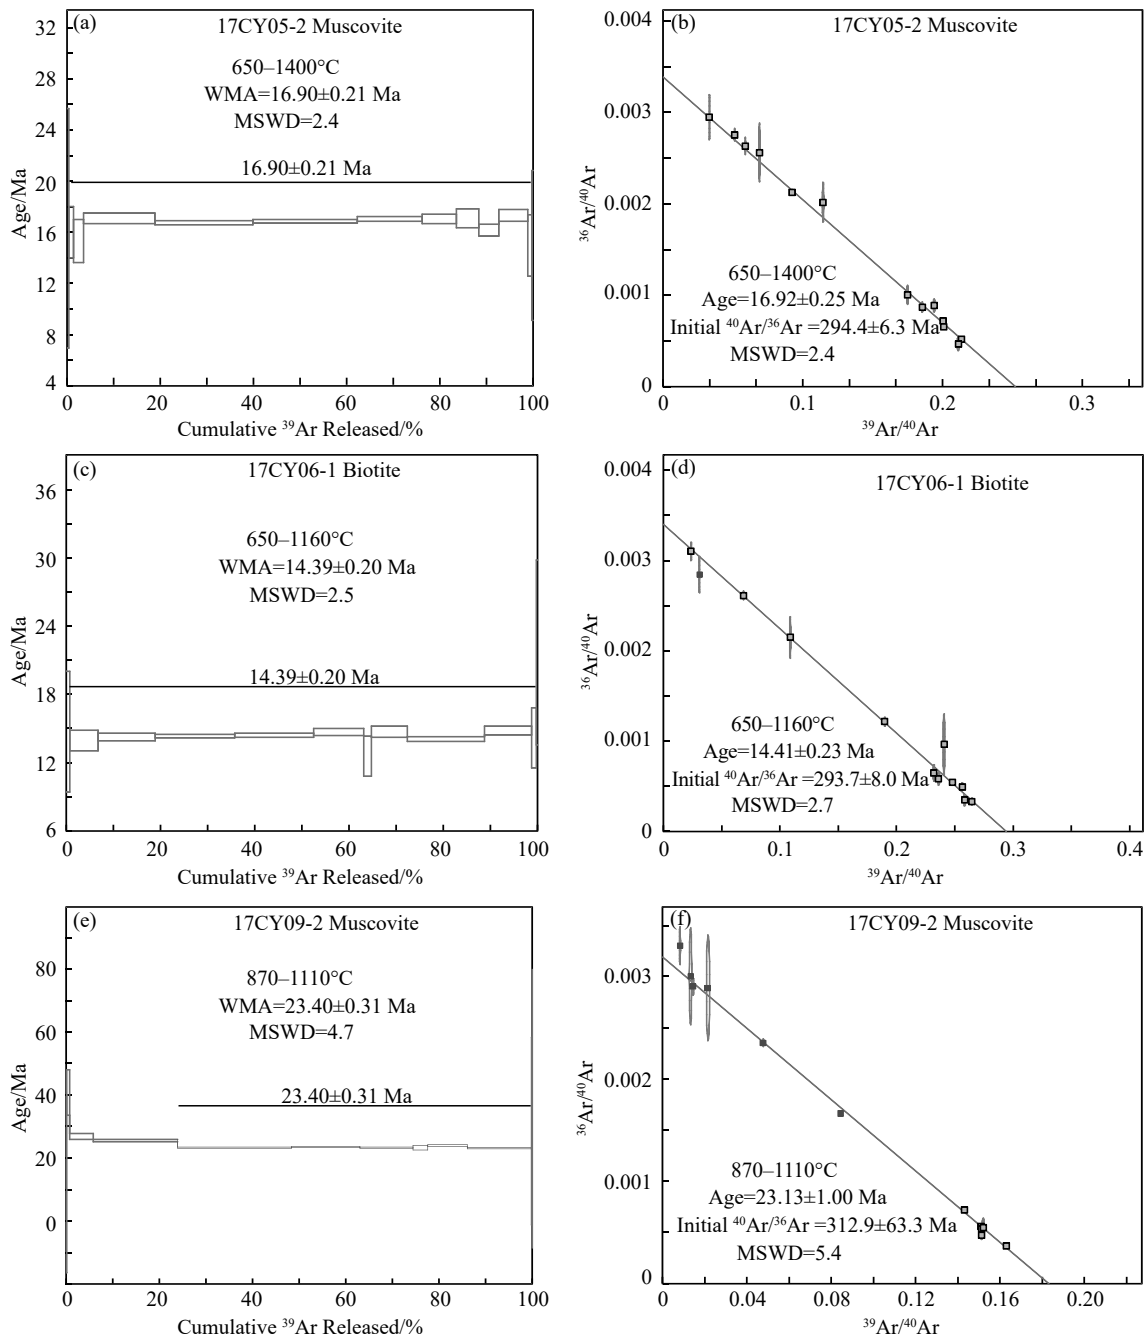 (a)
17CY05-2 Muscovite
650–1400°C
WMA=16.90±0.21 Ma
MSWD=2.4
16.90±0.21 Ma
Age/Ma
32
28
24
20
16
12
8
4
0
20
40
60
80
100
Cumulative ³⁹Ar Released/%
(b)
17CY05-2 Muscovite
650–1400°C
Age=16.92±0.25 Ma
Initial ⁴⁰Ar/³⁶Ar =294.4±6.3 Ma
MSWD=2.4
³⁶Ar/⁴⁰Ar
0.004
0.003
0.002
0.001
0
0
0.1
0.2
0.3
³⁹Ar/⁴⁰Ar
(c)
17CY06-1 Biotite
650–1160°C
WMA=14.39±0.20 Ma
MSWD=2.5
14.39±0.20 Ma
Age/Ma
36
30
24
18
12
6
0
20
40
60
80
100
Cumulative ³⁹Ar Released/%
(d)
17CY06-1 Biotite
650–1160°C
Age=14.41±0.23 Ma
Initial ⁴⁰Ar/³⁶Ar =293.7±8.0 Ma
MSWD=2.7
³⁶Ar/⁴⁰Ar
0.004
0.003
0.002
0.001
0
0
0.1
0.2
0.3
0.4
³⁹Ar/⁴⁰Ar
(e)
17CY09-2 Muscovite
870–1110°C
WMA=23.40±0.31 Ma
MSWD=4.7
23.40±0.31 Ma
Age/Ma
80
60
40
20
0
0
20
40
60
80
100
Cumulative ³⁹Ar Released/%
(f)
17CY09-2 Muscovite
870–1110°C
Age=23.13±1.00 Ma
Initial ⁴⁰Ar/³⁶Ar =312.9±63.3 Ma
MSWD=5.4
³⁶Ar/⁴⁰Ar
0.003
0.002
0.001
0
0
0.04
0.08
0.12
0.16
0.20
³⁹Ar/⁴⁰Ar